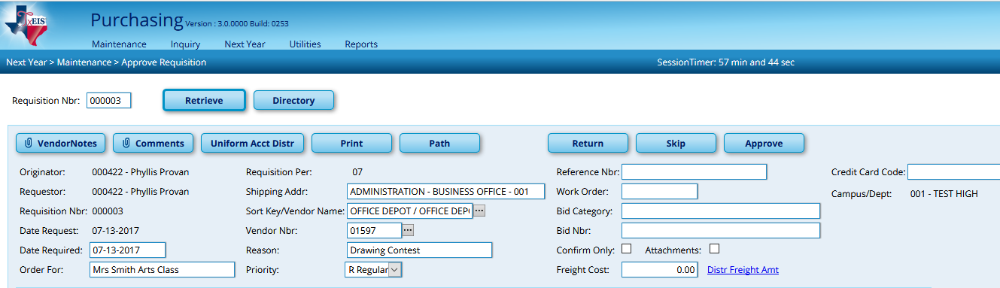 TxEIS
Purchasing Version : 3.0.0000 Build: 0253
Maintenance Inquiry Next Year Utilities Reports
Next Year > Maintenance > Approve Requisition SessionTimer: 57 min and 44 sec
Requisition Nbr: 000003 Retrieve Directory
VendorNotes Comments Uniform Acct Distr Print Path Return Skip Approve
Originator: 000422 - Phyllis Provan Requisition Per: 07 Reference Nbr: Credit Card Code:
Requestor: 000422 - Phyllis Provan Shipping Addr: ADMINISTRATION - BUSINESS OFFICE - 001 Work Order: Campus/Dept: 001 - TEST HIGH
Requisition Nbr: 000003 Sort Key/Vendor Name: OFFICE DEPOT / OFFICE DEP ... Bid Category:
Date Request: 07-13-2017 Vendor Nbr: 01597 ... Bid Nbr:
Date Required: 07-13-2017 Reason: Drawing Contest Confirm Only: Attachments:
Order For: Mrs Smith Arts Class Priority: R Regular Freight Cost: 0.00 Distr Freight Amt